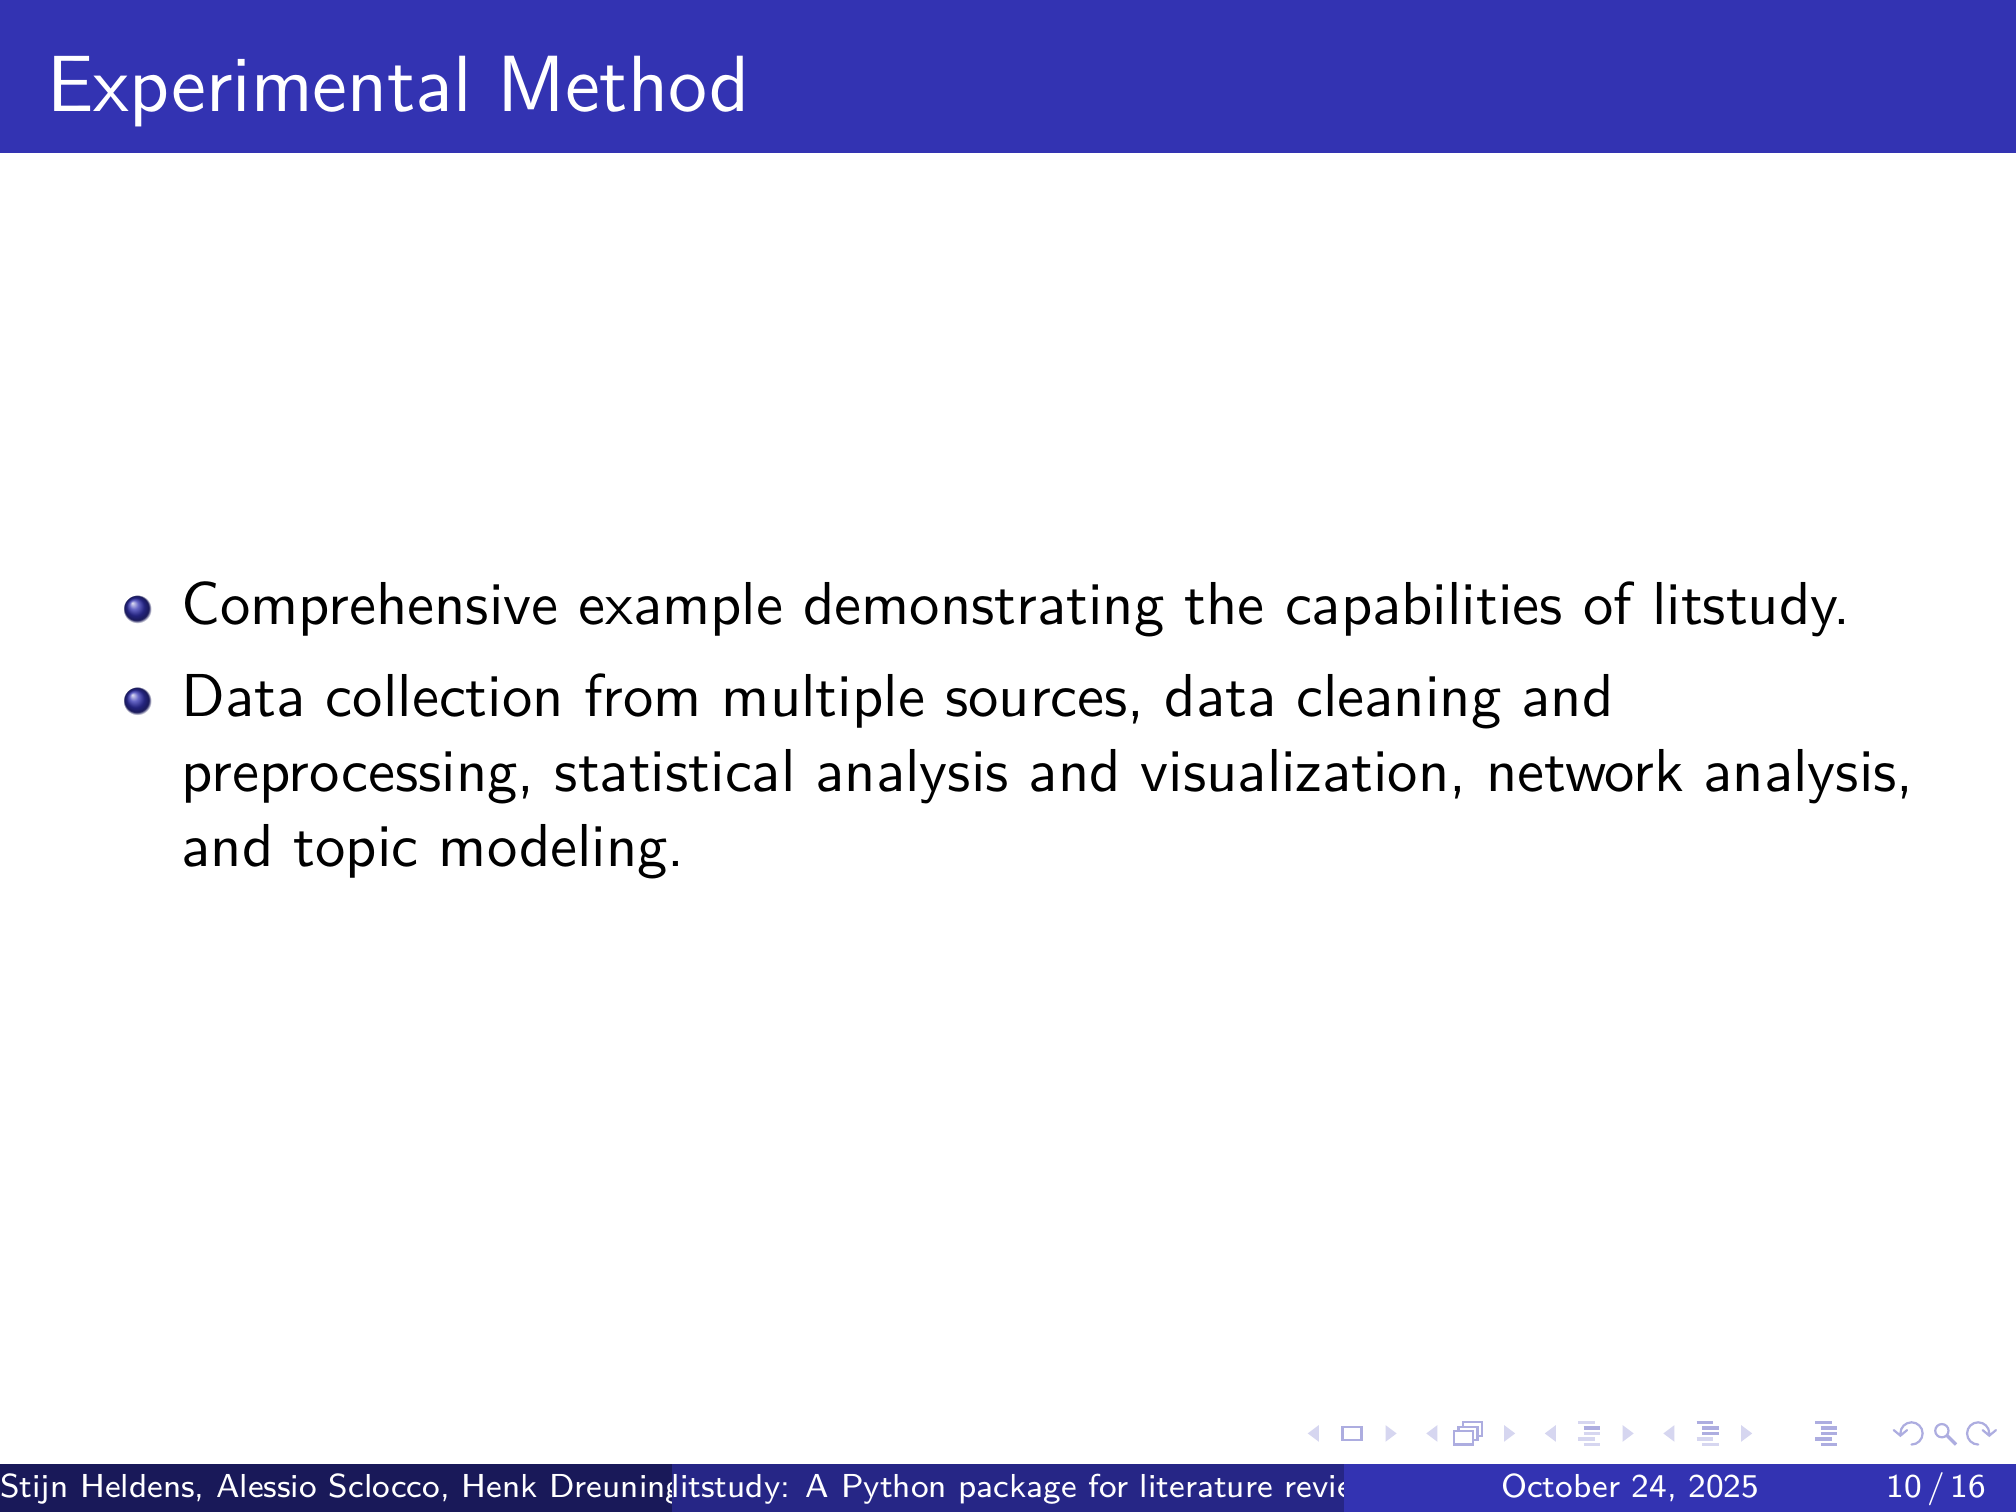 Experimental Method
Comprehensive example demonstrating the capabilities of litstudy.
Data collection from multiple sources, data cleaning and
preprocessing, statistical analysis and visualization, network analysis,
and topic modeling.
Stijn Heldens, Alessio Sclocco, Henk Dreuning litstudy: A Python package for literature revie October 24, 2025 10 / 16